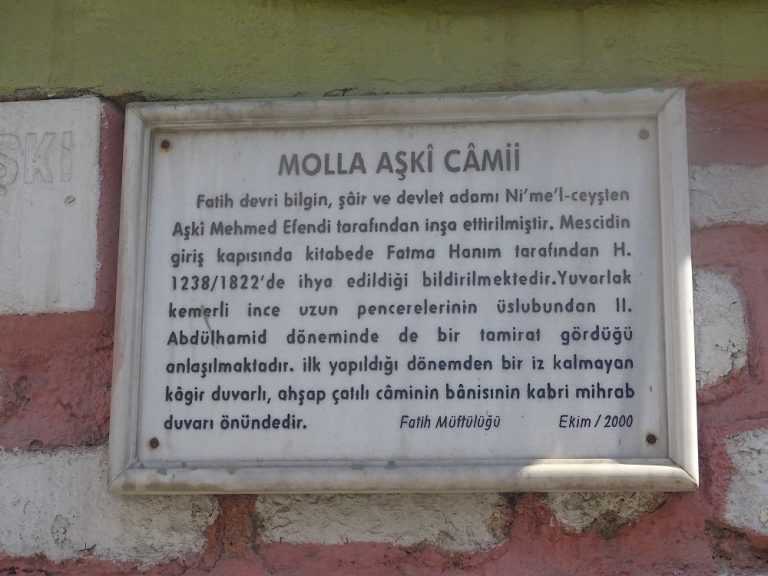 AŞKI
MOLLA AŞKÎ CÂMİİ
Fatih devri bilgin, şâir ve devlet adamı Ni'me'l-ceyşten
Aşkî Mehmed Efendi tarafından inşa ettirilmiştir. Mescidin
giriş kapısında kitabede Fatma Hanım tarafından H.
1238/1822'de ihya edildiği bildirilmektedir.Yuvarlak
kemerli ince uzun pencerelerinin üslubundan II.
Abdülhamid döneminde de bir tamirat gördüğü
anlaşılmaktadır. ilk yapıldığı dönemden bir iz kalmayan
kâgir duvarlı, ahşap çatılı câminin bânisinin kabri mihrab
duvarı önündedir.
Fatih Müftülüğü Ekim / 2000